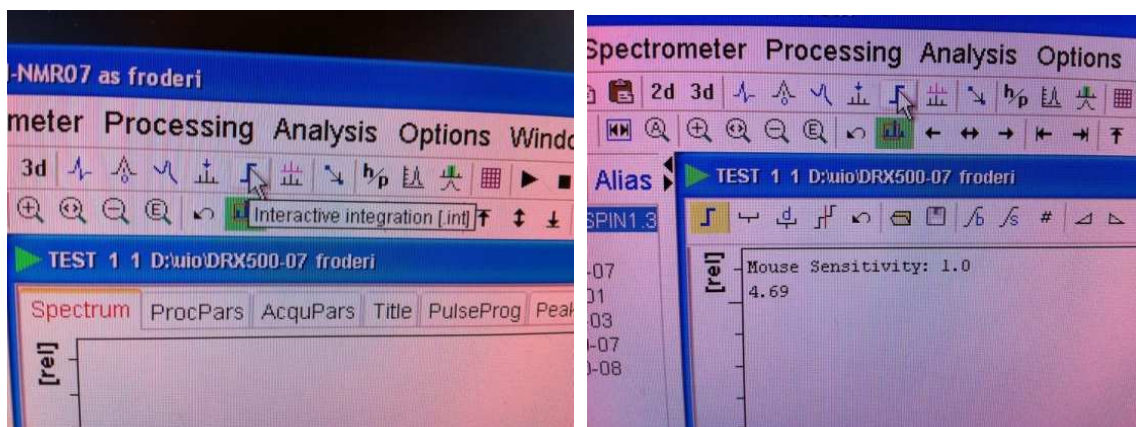 -NMR07 as froderi
meter Processing Analysis Options Windo
3d h/p
Interactive integration [.int]
TEST 1 1 D:\uio\DRX500-07 froderi
Spectrum ProcPars AcquPars Title PulseProg Peak
[rel]
Spectrometer Processing Analysis Options
2d 3d h/p
Alias TEST 1 1 D:\uio\DRX500-07 froderi
SPIN1.3
-07
01
-03
-07
-08
[rel]
Mouse Sensitivity: 1.0
4.69